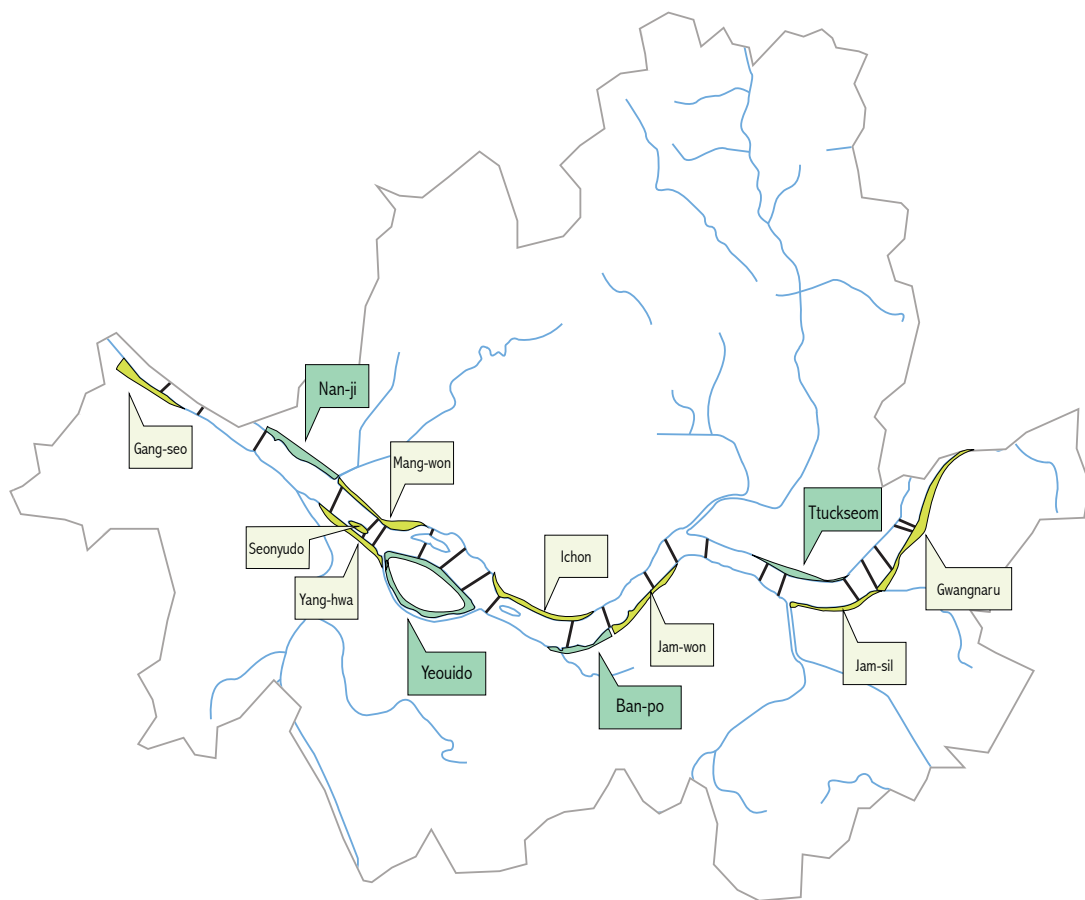 Nan-ji
Gang-seo
Mang-won
Ttuckseom
Seonyudo
Ichon
Yang-hwa
Gwangnaru
Jam-won
Jam-sil
Yeouido
Ban-po